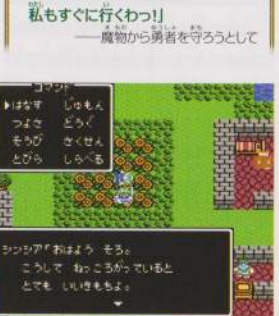 私もすぐに行くわっ!」
――魔物から勇者を守ろうとして
コマンド
▶はなす じゅもん
つよさ どうぐ
そうび さくせん
とびら しらべる
シンシア「おはよう そろ。
こうして ねっころがっていると
とても いいきもちよ。